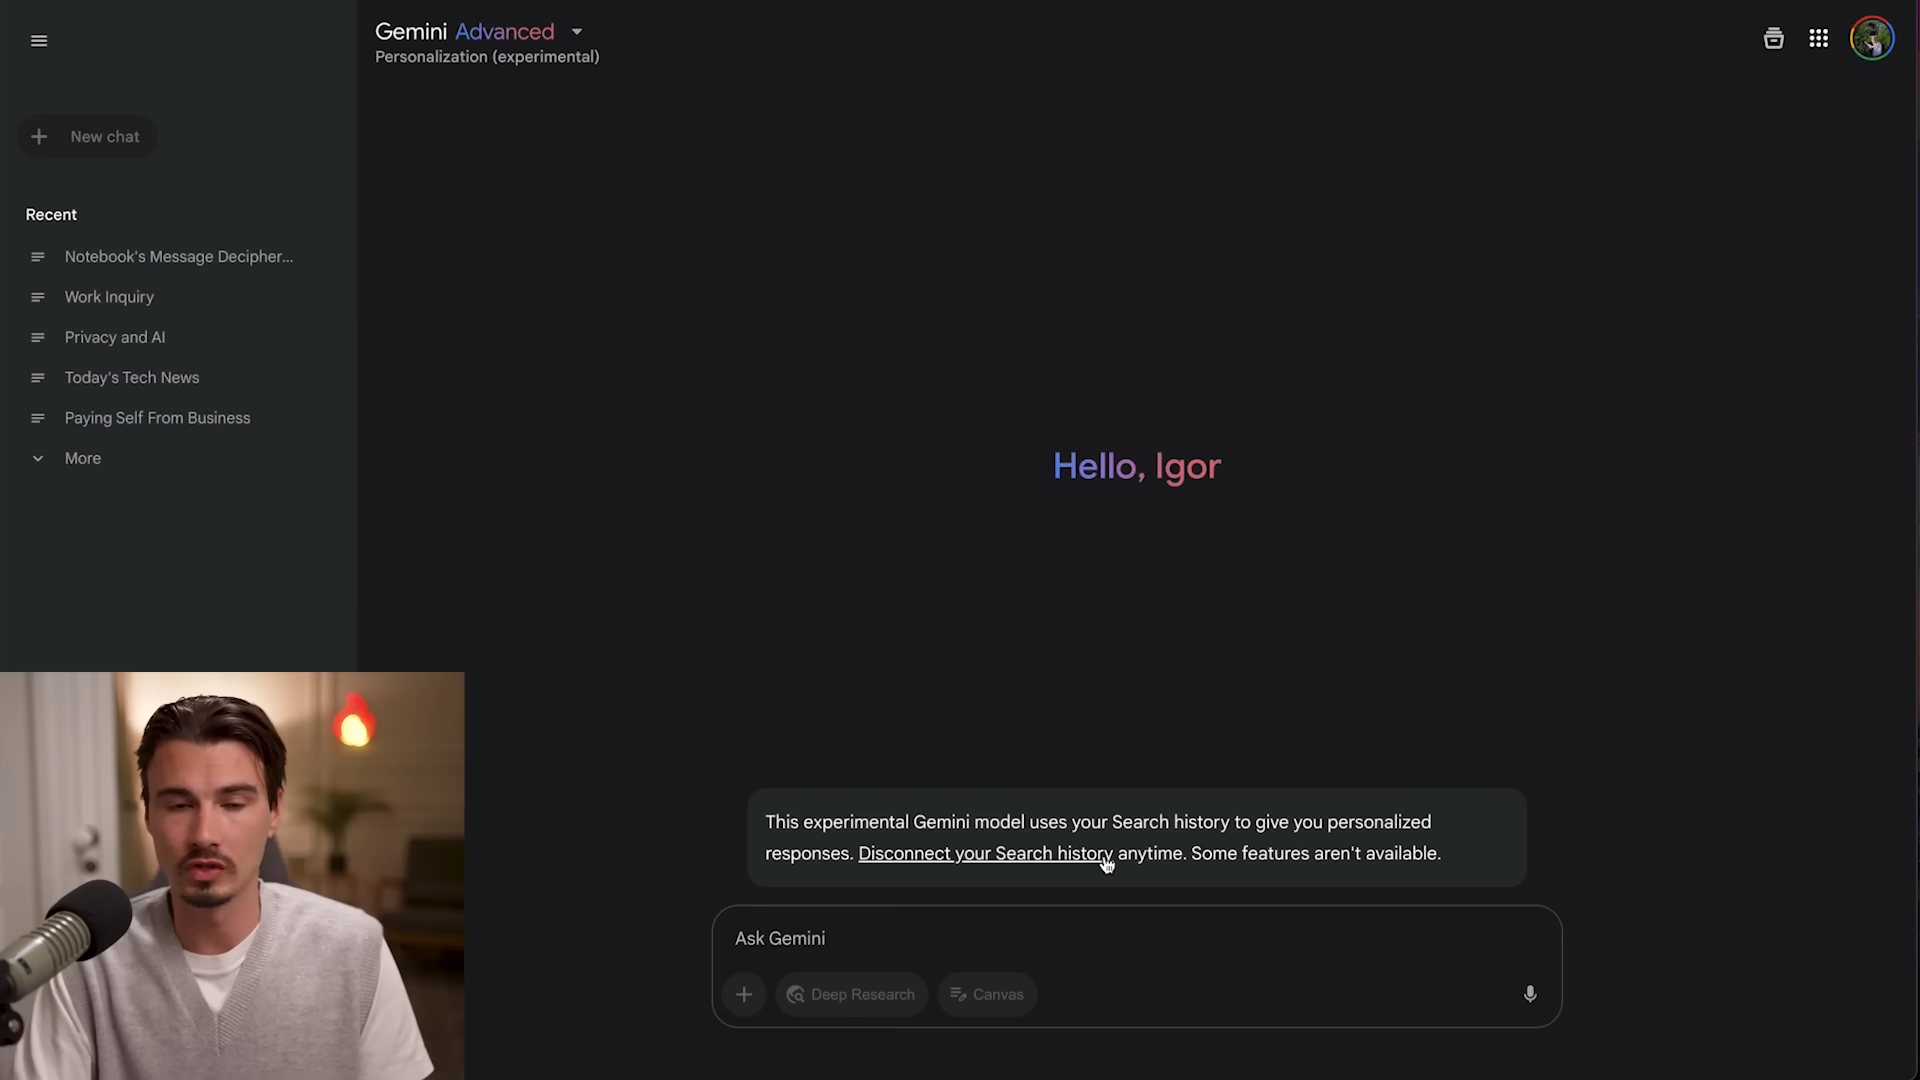 Gemini Advanced
Personalization (experimental)
New chat
Recent
Notebook's Message Decipher...
Work Inquiry
Privacy and AI
Today's Tech News
Paying Self From Business
More
Hello, Igor
This experimental Gemini model uses your Search history to give you personalized
responses. Disconnect your Search history anytime. Some features aren't available.
Ask Gemini
Deep Research
Canvas